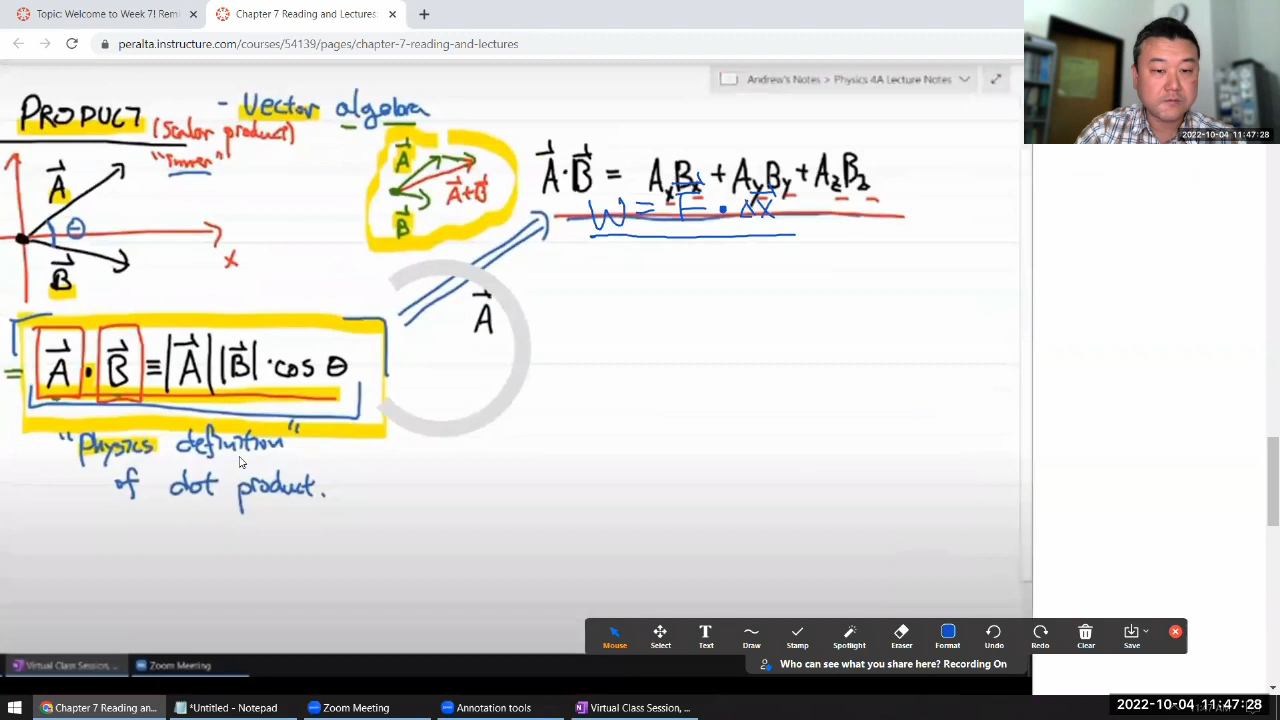 Topic: Welcome to Week 7! Remi
Chapter 7 Reading and Lectures:
peralta.instructure.com/courses/54139/pages/chapter-7-reading-and-lectures
2022-10-04 11:47:28
Andrew's Notes > Physics 4A Lecture Notes
PRODUCT (Scalar product)
"Inner"
- Vector algebra
A⃗
θ
B⃗
x
A⃗
A⃗+B⃗
B⃗
A⃗·B⃗ = AₓBₓ + AᵧBᵧ + A_zB_z
W = F⃗ · Δx⃗
A⃗
= A⃗ · B⃗ ≡ |A⃗||B⃗| · cos θ
"Physics definition"
of dot product.
Mouse Select Text Draw Stamp Spotlight Eraser Format Undo Redo Clear Save
Who can see what you share here? Recording On
Virtual Class Session, ... Zoom Meeting
Chapter 7 Reading an... *Untitled - Notepad Zoom Meeting Annotation tools Virtual Class Session, ...
2022-10-04 11:47:28